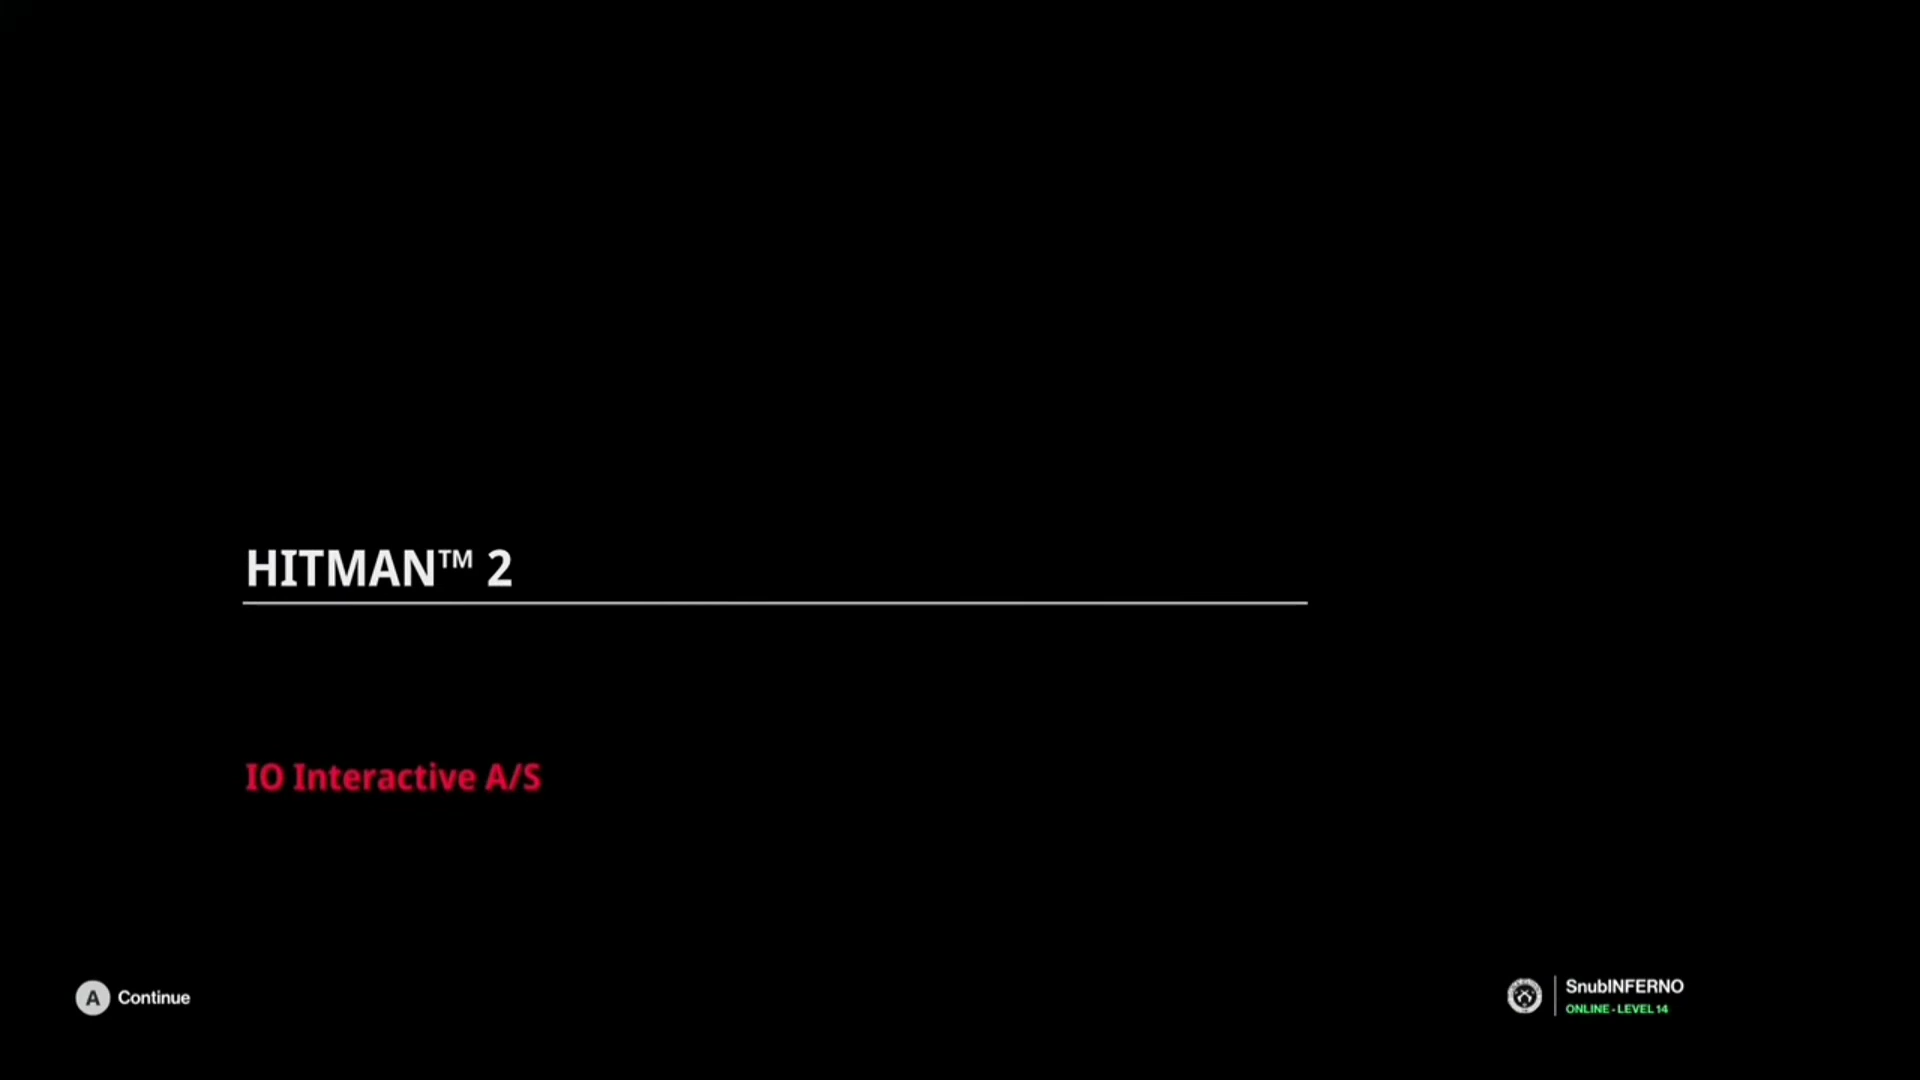 HITMAN™ 2
IO Interactive A/S
A Continue
SnubINFERNO
ONLINE - LEVEL 14